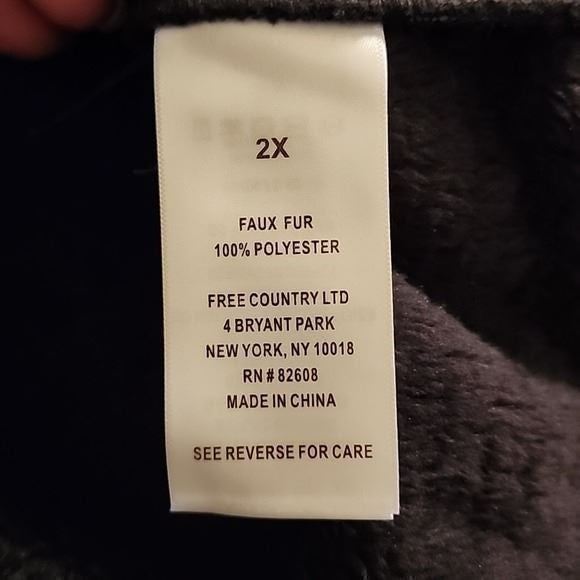 2X
FAUX FUR
100% POLYESTER
FREE COUNTRY LTD
4 BRYANT PARK
NEW YORK, NY 10018
RN # 82608
MADE IN CHINA
SEE REVERSE FOR CARE